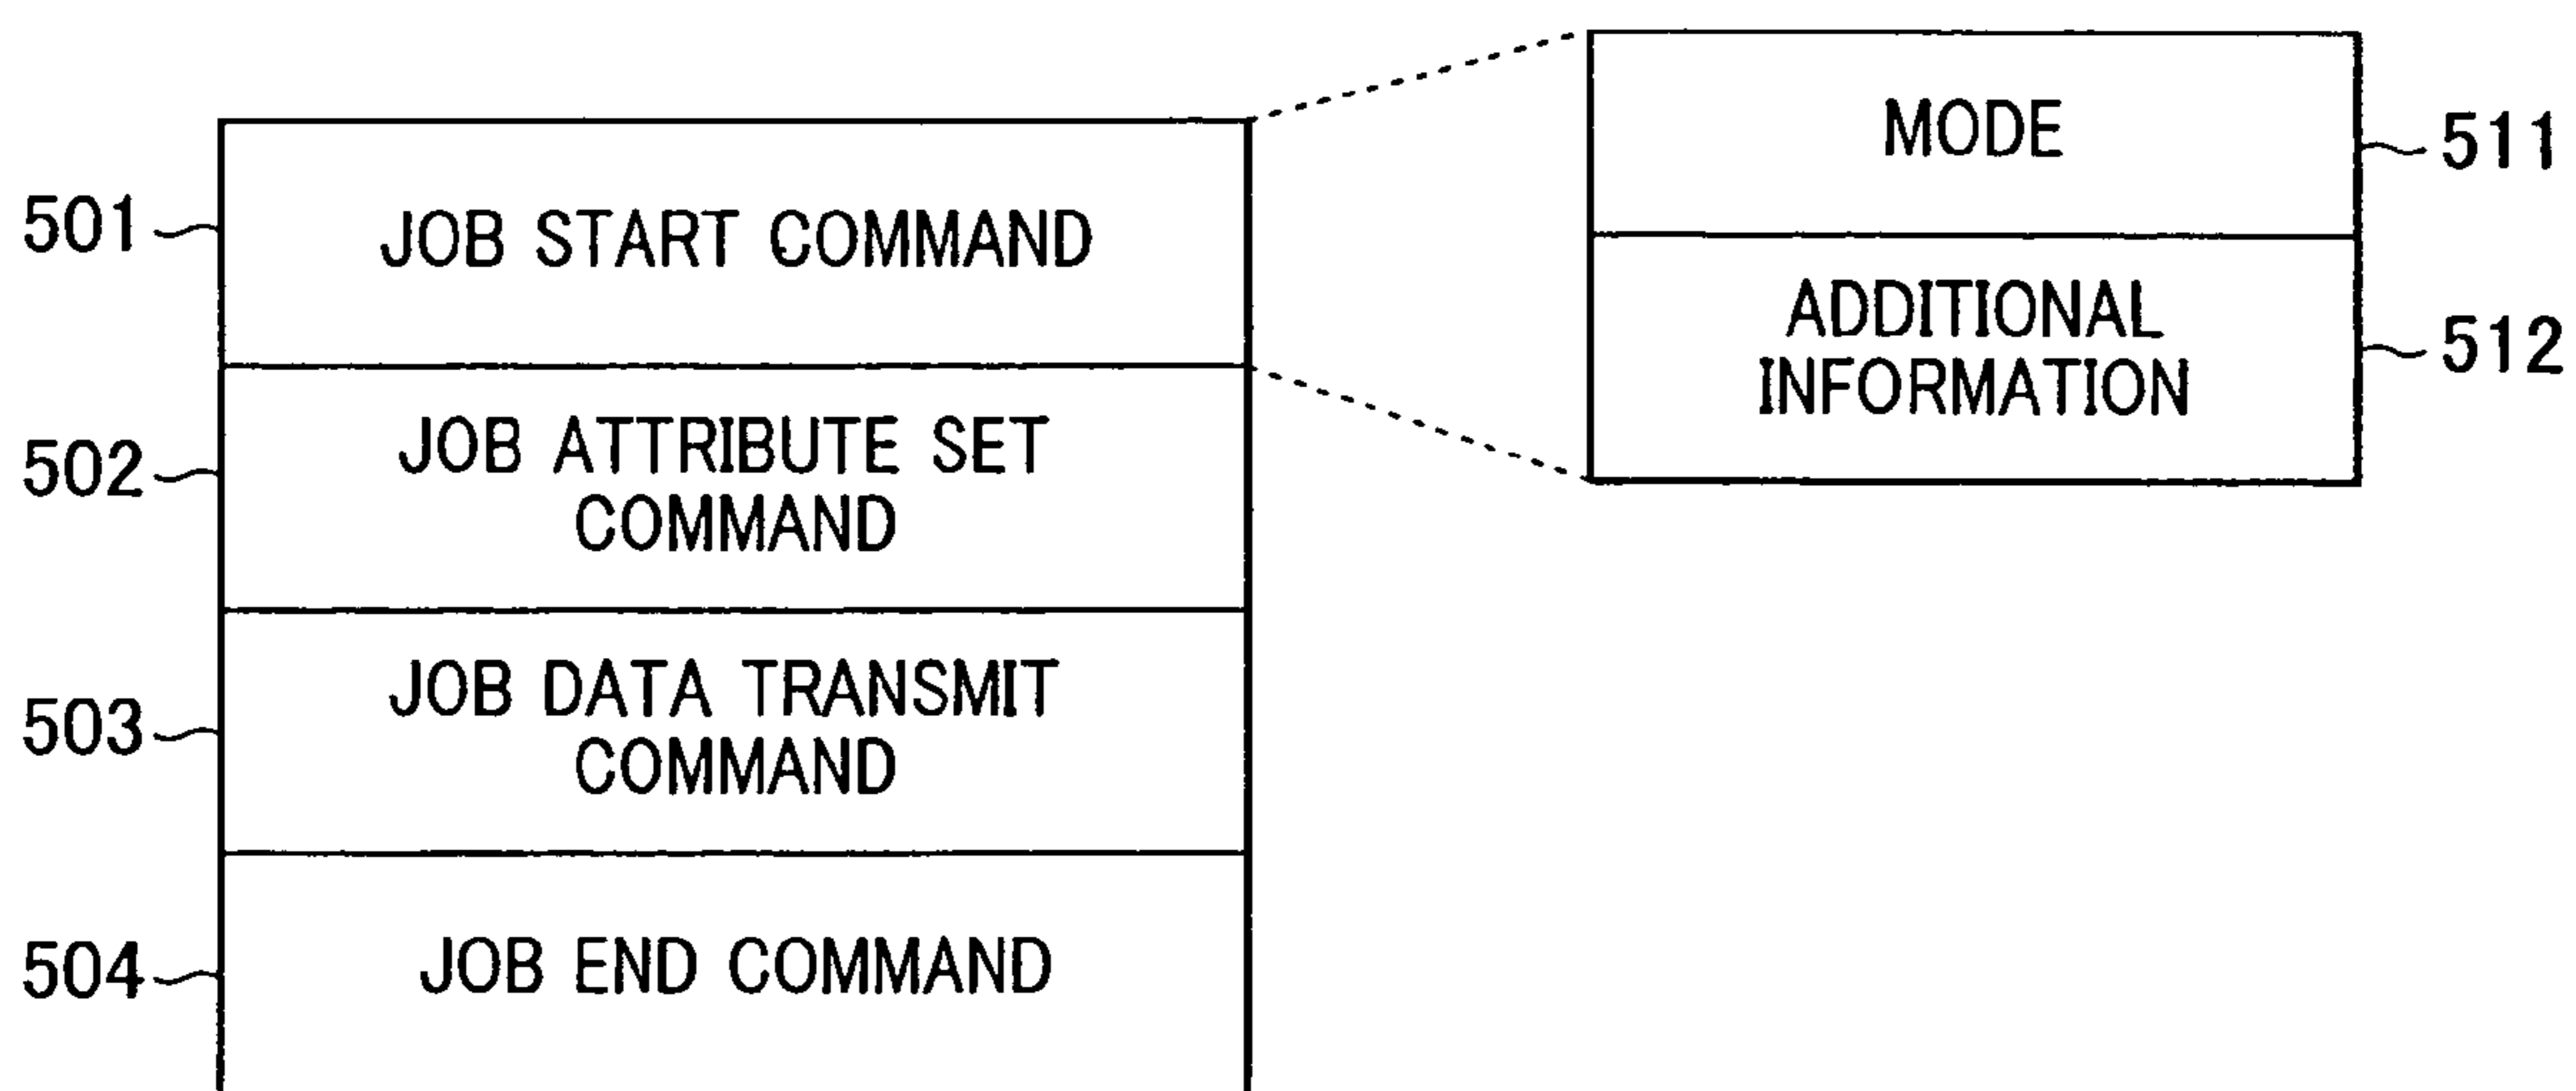 MODE
511
501
JOB START COMMAND
ADDITIONAL
INFORMATION
512
502
JOB ATTRIBUTE SET
COMMAND
503
JOB DATA TRANSMIT
COMMAND
504
JOB END COMMAND